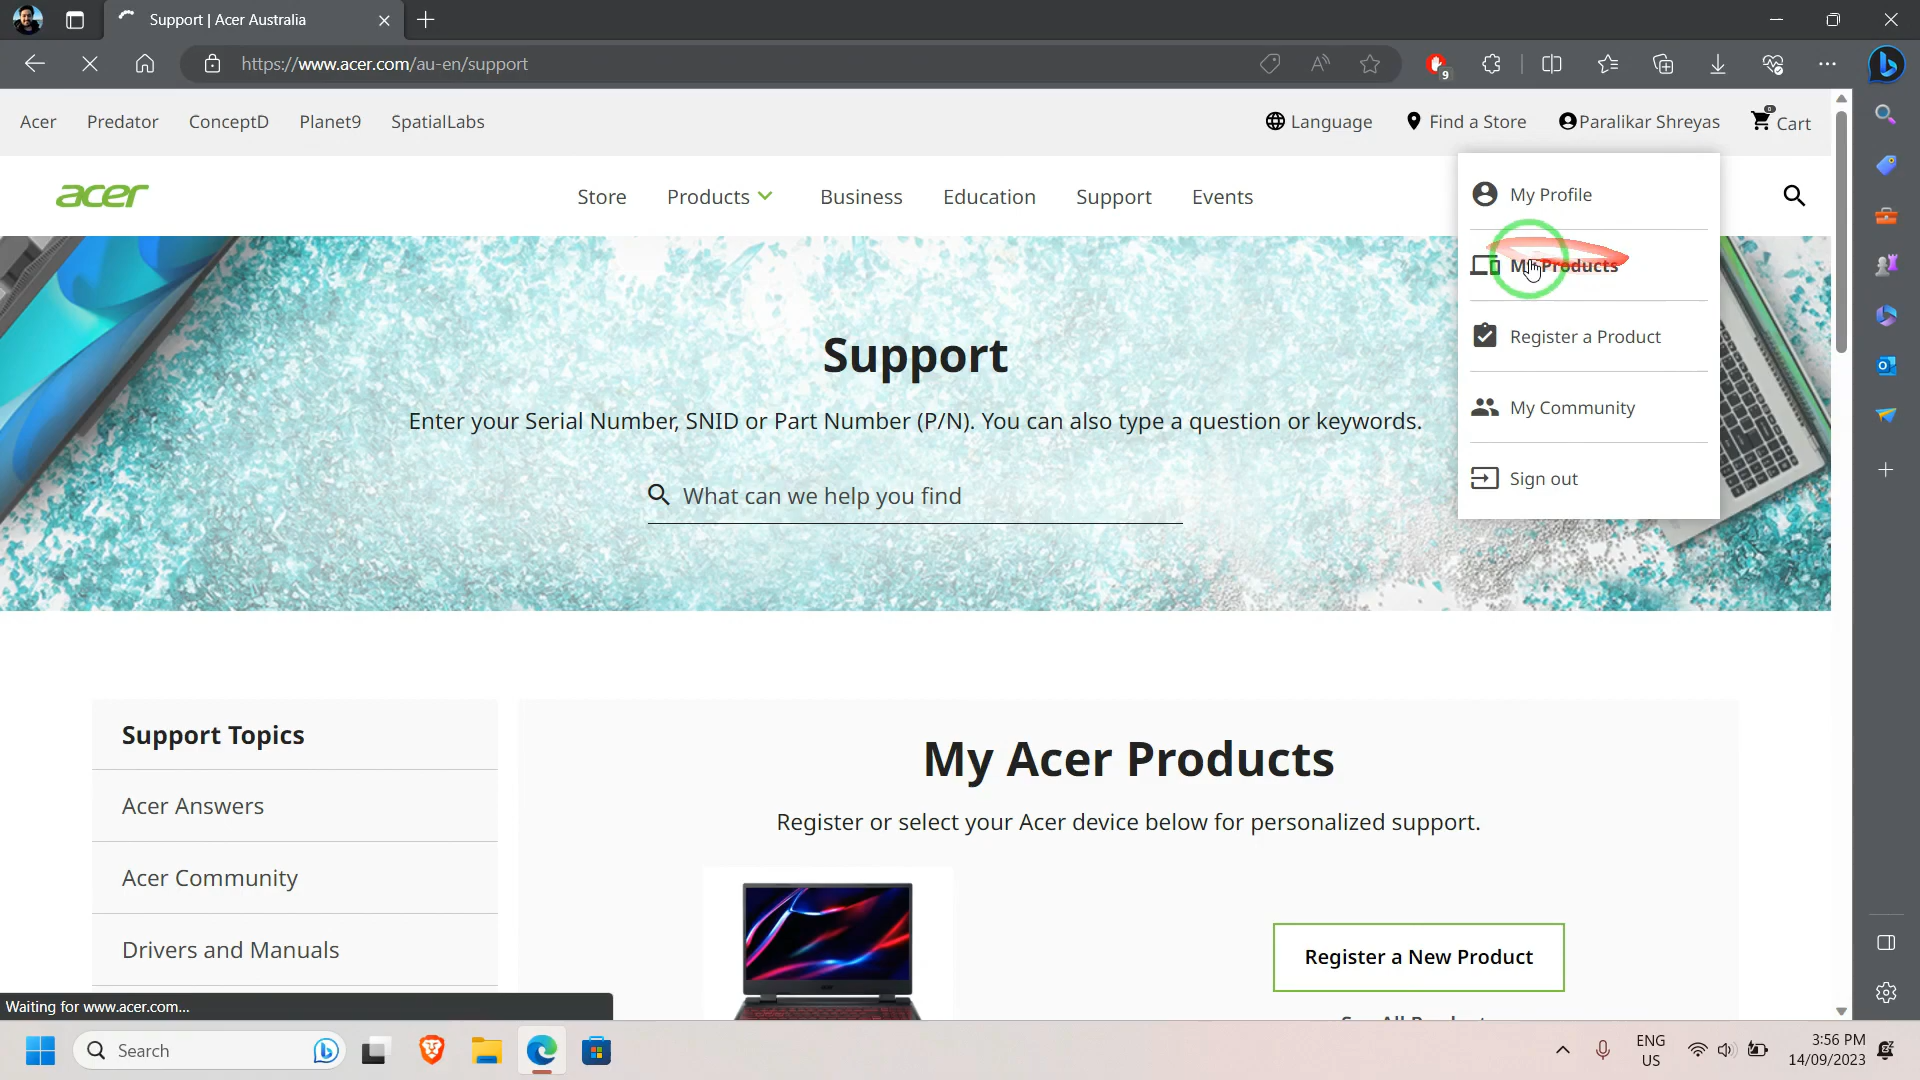 Support | Acer Australia
https://www.acer.com/au-en/support
9
Acer Predator ConceptD Planet9 SpatialLabs
Language Find a Store Paralikar Shreyas 0 Cart
acer
Store Products Business Education Support Events
My Profile
My Products
Register a Product
My Community
Sign out
Support
Enter your Serial Number, SNID or Part Number (P/N). You can also type a question or keywords.
What can we help you find
Support Topics
Acer Answers
Acer Community
Drivers and Manuals
My Acer Products
Register or select your Acer device below for personalized support.
Register a New Product
Waiting for www.acer.com...
Search
ENG
US
3:56 PM
14/09/2023